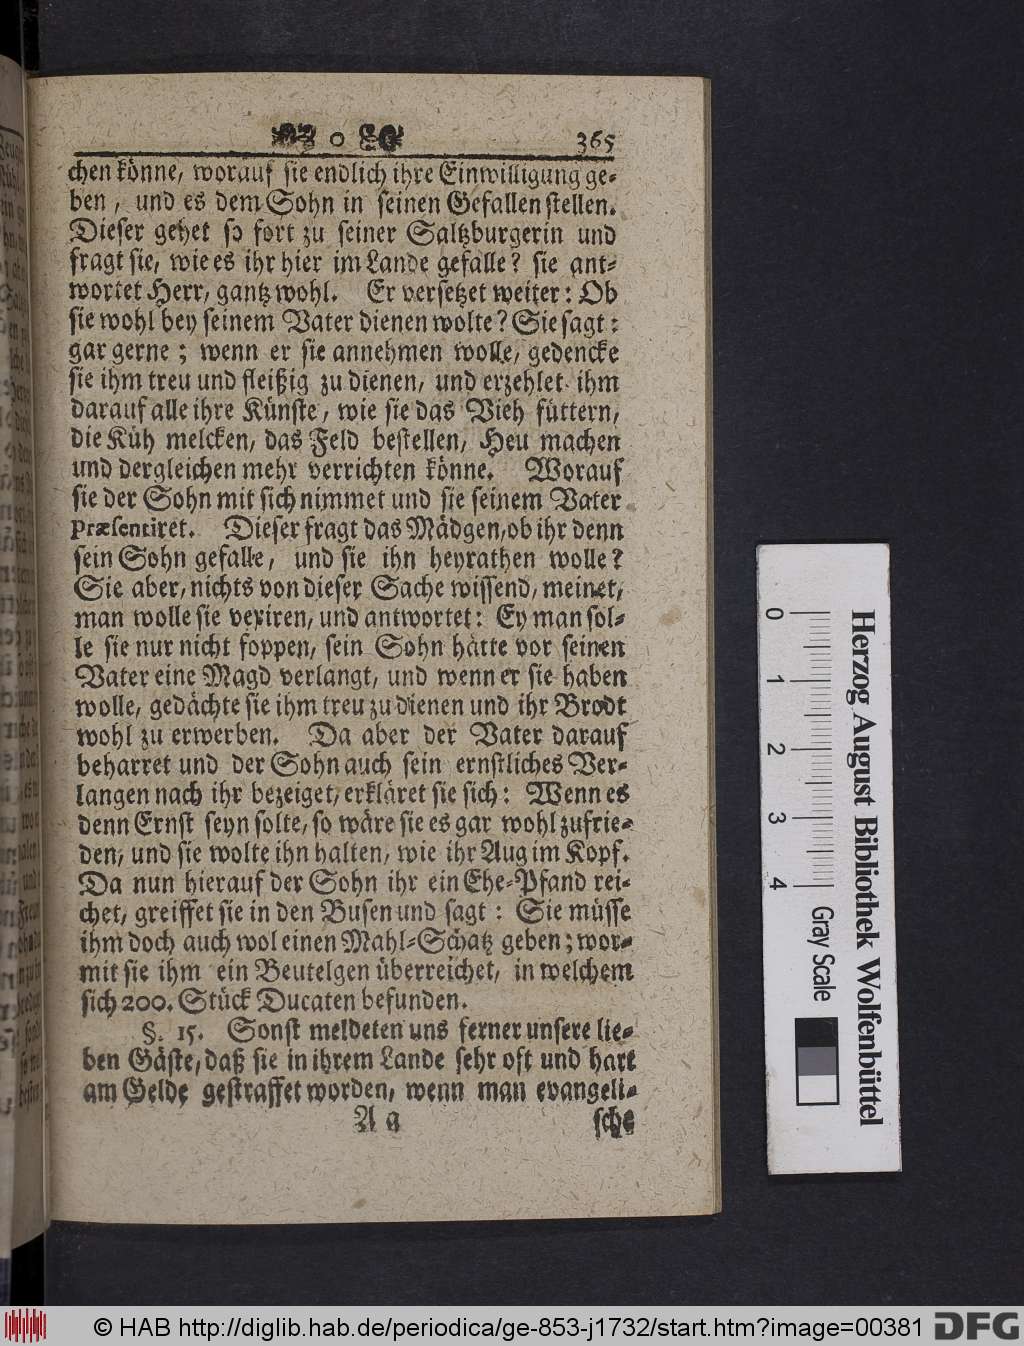 365
chen könne, worauf sie endlich ihre Einwilligung ge-
ben, und es dem Sohn in seinen Gefallen stellen.
Dieser gehet so fort zu seiner Saltzburgerin und
fragt sie, wie es ihr hier im Lande gefalle? sie ant-
wortet Herr, gantz wohl. Er versetzet weiter: Ob
sie wohl bey seinem Vater dienen wolte? Sie sagt:
gar gerne; wenn er sie annehmen wolle, gedencke
sie ihm treu und fleißig zu dienen, und erzehlet ihm
darauf alle ihre Künste, wie sie das Vieh füttern,
die Küh melcken, das Feld bestellen, Heu machen
und dergleichen mehr verrichten könne. Worauf
sie der Sohn mit sich nimmet und sie seinem Vater
præsentiret. Dieser fragt das Mädgen, ob ihr denn
sein Sohn gefalle, und sie ihn heyrathen wolle?
Sie aber, nichts von dieser Sache wissend, meinet,
man wolle sie vexiren, und antwortet: Ey man sol-
le sie nur nicht foppen, sein Sohn hätte vor seinen
Vater eine Magd verlangt, und wenn er sie haben
wolle, gedächte sie ihm treu zu dienen und ihr Brodt
wohl zu erwerben. Da aber der Vater darauf
beharret und der Sohn auch sein ernstliches Ver-
langen nach ihr bezeiget, erkläret sie sich: Wenn es
denn Ernst seyn solte, so wäre sie es gar wohl zufrie-
den, und sie wolte ihn halten, wie ihr Aug im Kopf.
Da nun hierauf der Sohn ihr ein Ehe-Pfand rei-
chet, greiffet sie in den Busen und sagt: Sie müsse
ihm doch auch wol einen Mahl-Schatz geben; wor-
mit sie ihm ein Beutelgen überreichet, in welchem
sich 200. Stück Ducaten befunden.
§. 15. Sonst meldeten uns ferner unsere lie-
ben Gäste, daß sie in ihrem Lande sehr oft und hart
am Gelde gestraffet worden, wenn man evangeli-
A a sche
0 1 2 3 4
Gray Scale
Herzog August Bibliothek Wolfenbüttel
© HAB http://diglib.hab.de/periodica/ge-853-j1732/start.htm?image=00381
DFG